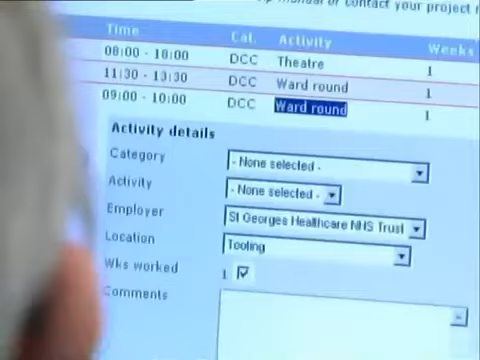 manual or contact your project
Time Cal. Activity Weeks
08:00 - 18:00 DCC Theatre 1
11:30 - 13:30 DCC Ward round 1
09:00 - 10:00 DCC Ward round 1
Activity details
Category - None selected -
Activity - None selected -
Employer St Georges Healthcare NHS Trust
Location Tooting
Wks worked 1
Comments